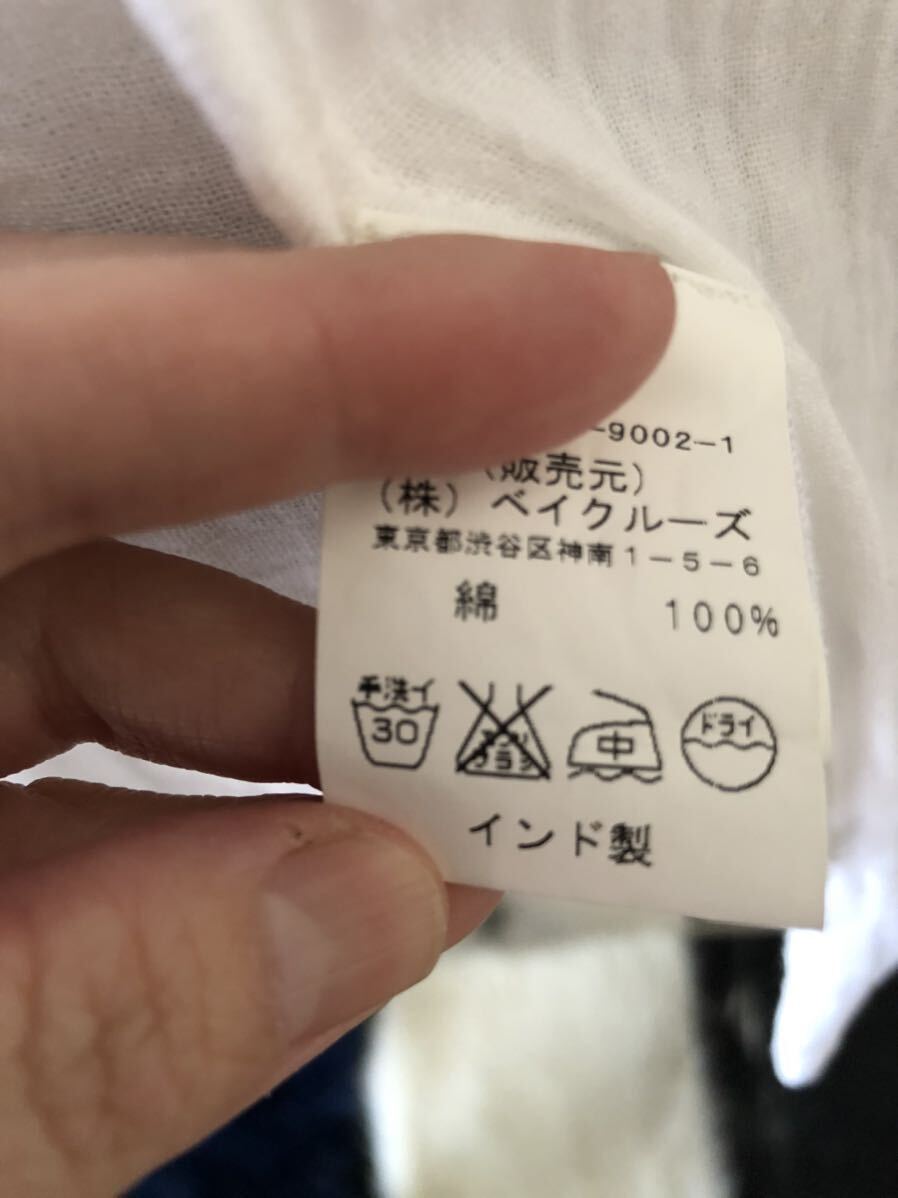 -9002-1
(販売元)
(株) ベイクルーズ
東京都渋谷区神南1-5-6
綿 100%
手洗イ
30
中
ドライ
インド製